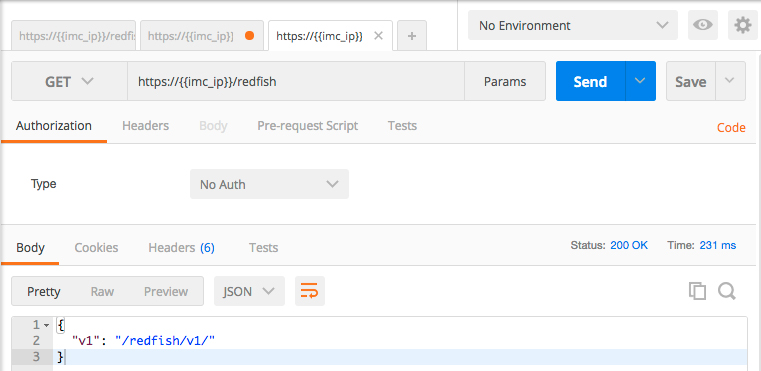 https://{{imc_ip}}/redfis https://{{imc_ip}} https://{{imc_ip}} No Environment
GET https://{{imc_ip}}/redfish Params Send Save
Authorization Headers Body Pre-request Script Tests Code
Type No Auth
Body Cookies Headers (6) Tests Status: 200 OK Time: 231 ms
Pretty Raw Preview JSON
1 {
2 "v1": "/redfish/v1/"
3 }